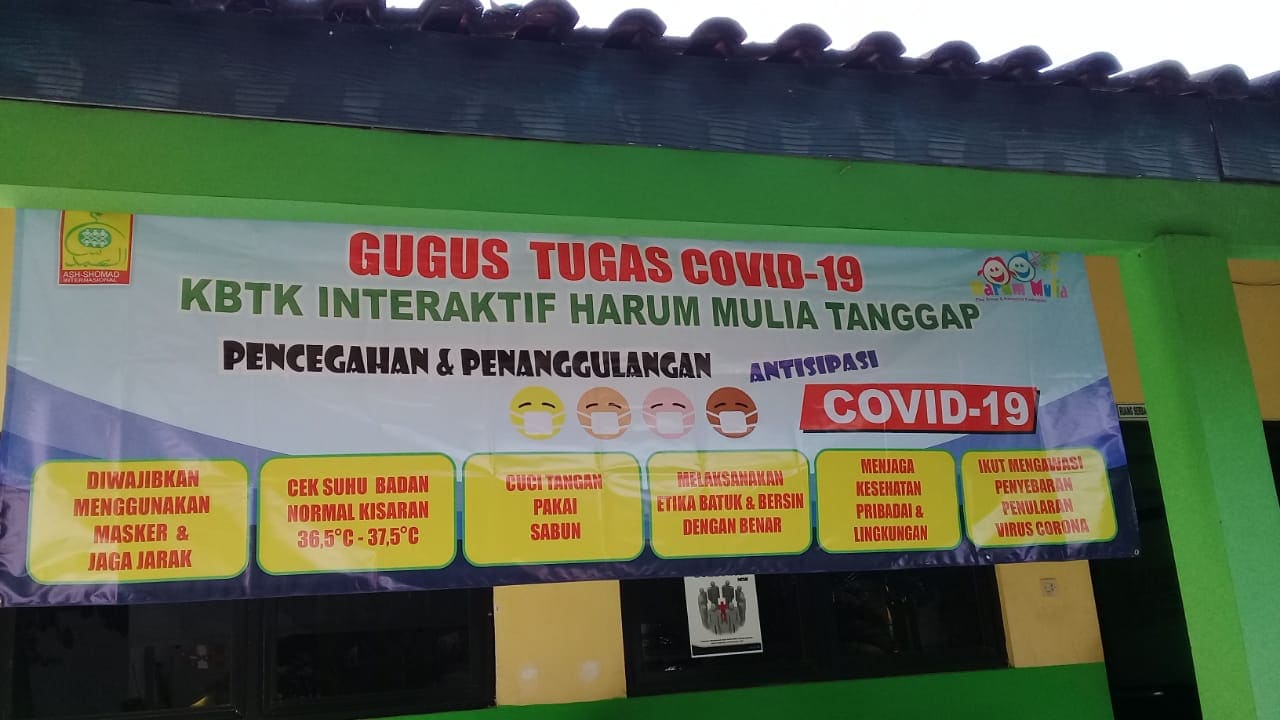 ASH-SHOMAD
INTERNASIONAL
GUGUS TUGAS COVID-19
Harum Mulia
KBTK INTERAKTIF HARUM MULIA TANGGAP
PENCEGAHAN & PENANGGULANGAN ANTISIPASI
COVID-19
DIWAJIBKAN
MENGGUNAKAN
MASKER &
JAGA JARAK
CEK SUHU BADAN
NORMAL KISARAN
36,5°C - 37,5°C
CUCI TANGAN
PAKAI
SABUN
MELAKSANAKAN
ETIKA BATUK & BERSIN
DENGAN BENAR
MENJAGA
KESEHATAN
PRIBADAI &
LINGKUNGAN
IKUT MENGAWASI
PENYEBARAN
PENULARAN
VIRUS CORONA
RUANG